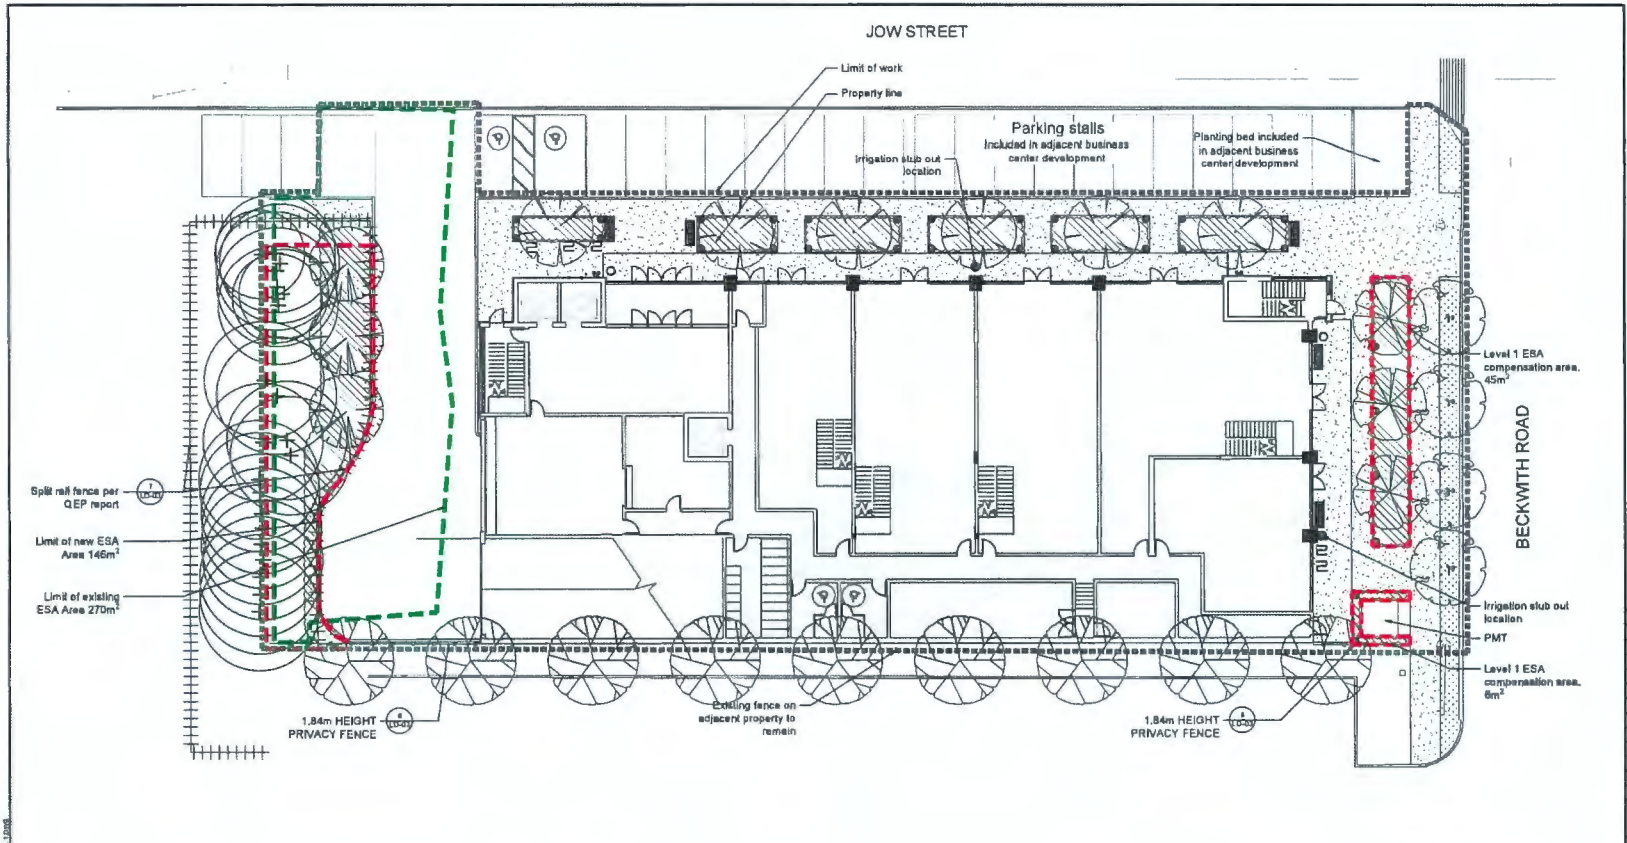 JOW STREET
Limit of work
Property line
Parking stalls
Included in adjacent business
center development
Irrigation stub out
location
Planting bed included
in adjacent business
center development
Level 1 ESA
compensation area,
45m²
BECKWITH ROAD
Split rail fence per
QEP report
Limit of new ESA
Area 146m²
Limit of existing
ESA Area 270m²
Irrigation stub out
location
PMT
Level 1 ESA
compensation area,
6m²
1.84m HEIGHT
PRIVACY FENCE
Existing fence on
adjacent property to
remain
1.84m HEIGHT
PRIVACY FENCE